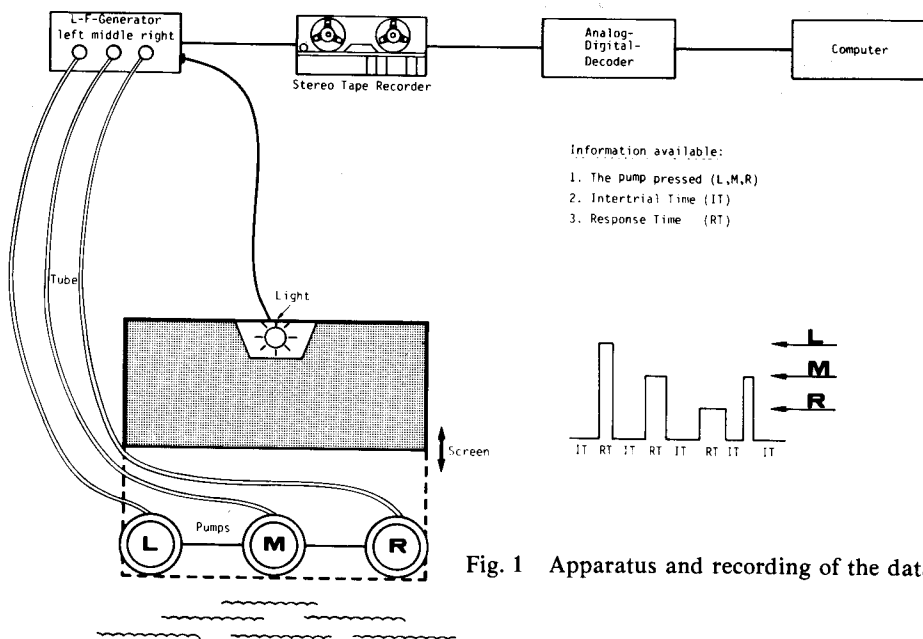 L-F-Generator
left middle right
Stereo Tape Recorder
Analog-
Digital-
Decoder
Computer
Information available:
1. The pump pressed (L,M,R)
2. Intertrial Time (IT)
3. Response Time (RT)
Tube
Light
L
M
R
IT RT IT RT IT RT IT IT
Screen
Pumps
L
M
R
Fig. 1 Apparatus and recording of the dat